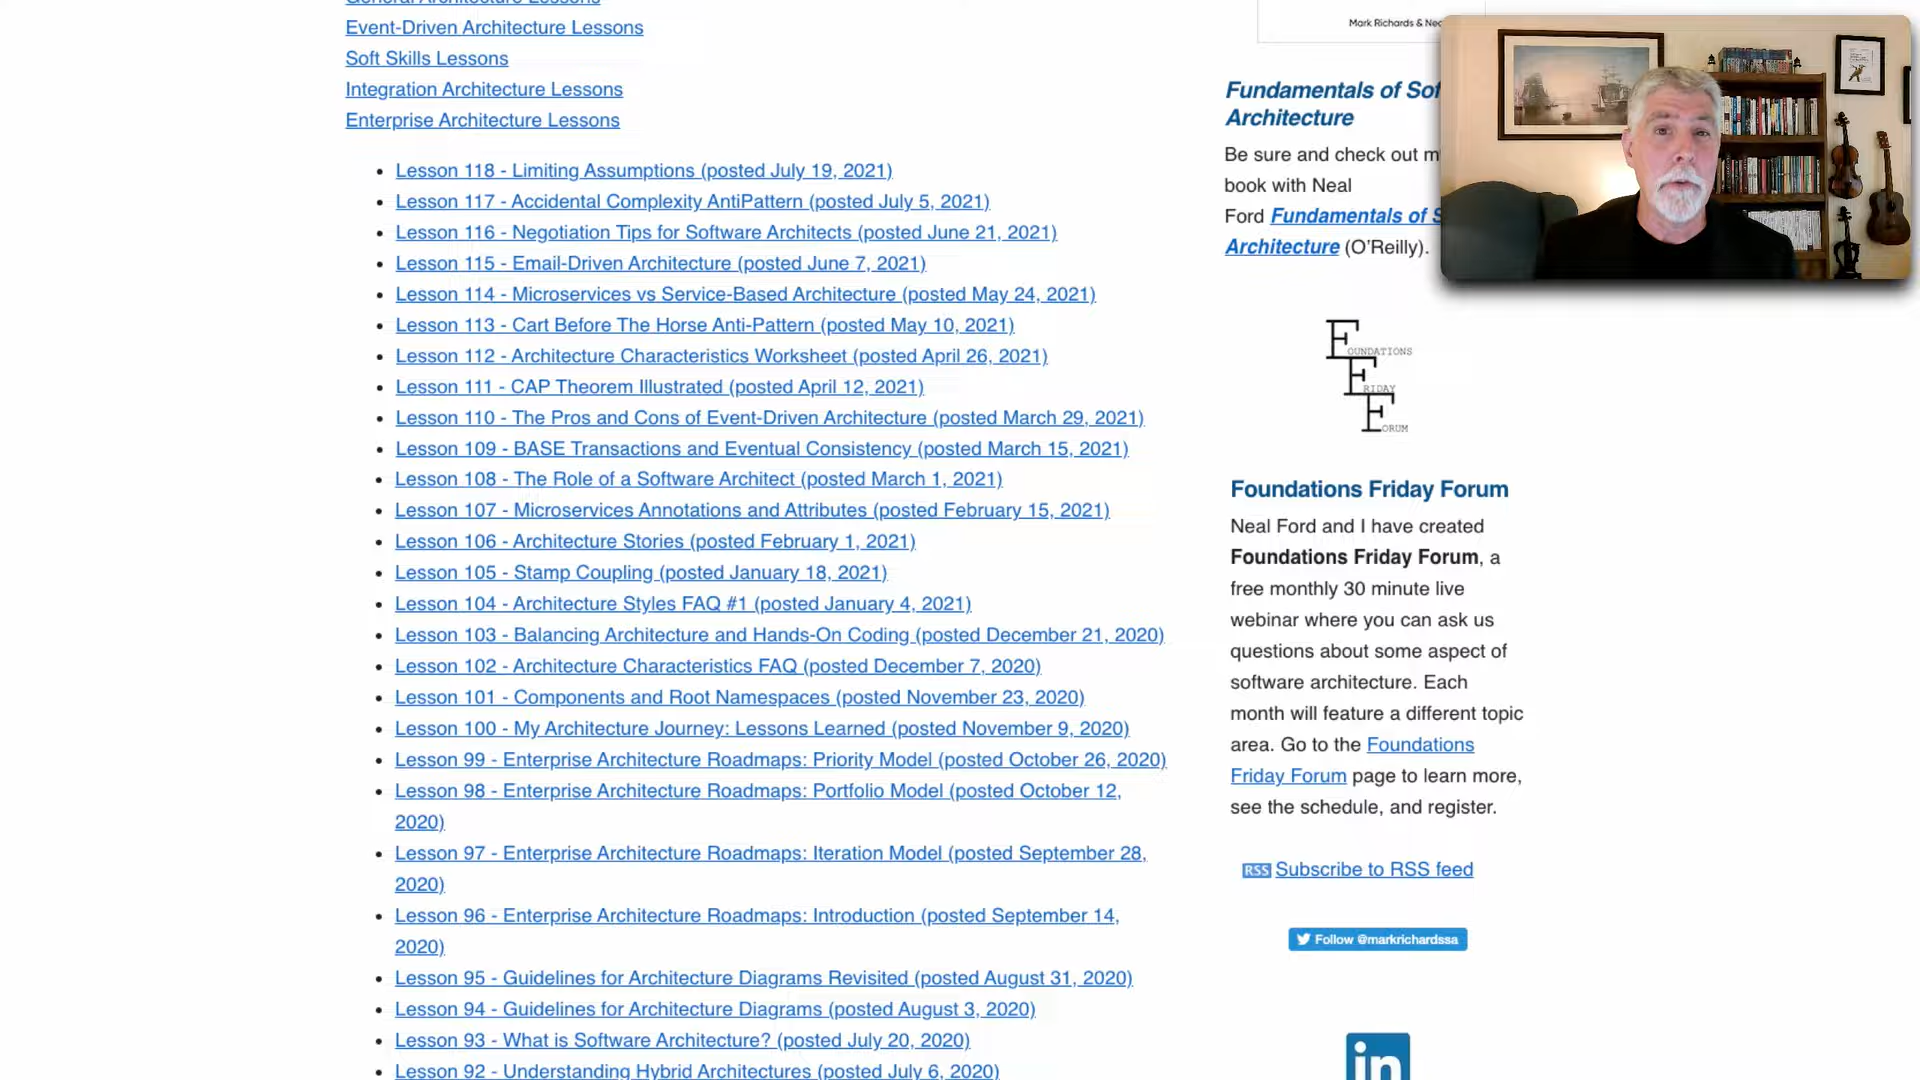 General Architecture Lessons
Event-Driven Architecture Lessons
Soft Skills Lessons
Integration Architecture Lessons
Enterprise Architecture Lessons
Lesson 118 - Limiting Assumptions (posted July 19, 2021)
Lesson 117 - Accidental Complexity AntiPattern (posted July 5, 2021)
Lesson 116 - Negotiation Tips for Software Architects (posted June 21, 2021)
Lesson 115 - Email-Driven Architecture (posted June 7, 2021)
Lesson 114 - Microservices vs Service-Based Architecture (posted May 24, 2021)
Lesson 113 - Cart Before The Horse Anti-Pattern (posted May 10, 2021)
Lesson 112 - Architecture Characteristics Worksheet (posted April 26, 2021)
Lesson 111 - CAP Theorem Illustrated (posted April 12, 2021)
Lesson 110 - The Pros and Cons of Event-Driven Architecture (posted March 29, 2021)
Lesson 109 - BASE Transactions and Eventual Consistency (posted March 15, 2021)
Lesson 108 - The Role of a Software Architect (posted March 1, 2021)
Lesson 107 - Microservices Annotations and Attributes (posted February 15, 2021)
Lesson 106 - Architecture Stories (posted February 1, 2021)
Lesson 105 - Stamp Coupling (posted January 18, 2021)
Lesson 104 - Architecture Styles FAQ #1 (posted January 4, 2021)
Lesson 103 - Balancing Architecture and Hands-On Coding (posted December 21, 2020)
Lesson 102 - Architecture Characteristics FAQ (posted December 7, 2020)
Lesson 101 - Components and Root Namespaces (posted November 23, 2020)
Lesson 100 - My Architecture Journey: Lessons Learned (posted November 9, 2020)
Lesson 99 - Enterprise Architecture Roadmaps: Priority Model (posted October 26, 2020)
Lesson 98 - Enterprise Architecture Roadmaps: Portfolio Model (posted October 12,
2020)
Lesson 97 - Enterprise Architecture Roadmaps: Iteration Model (posted September 28,
2020)
Lesson 96 - Enterprise Architecture Roadmaps: Introduction (posted September 14,
2020)
Lesson 95 - Guidelines for Architecture Diagrams Revisited (posted August 31, 2020)
Lesson 94 - Guidelines for Architecture Diagrams (posted August 3, 2020)
Lesson 93 - What is Software Architecture? (posted July 20, 2020)
Lesson 92 - Understanding Hybrid Architectures (posted July 6, 2020)
Mark Richards &
Fundamentals of
Architecture
Be sure and check out
book with Neal
Ford Fundamentals of
Architecture (O'Reilly).
FOUNDATIONS
FRIDAY
FORUM
Foundations Friday Forum
Neal Ford and I have created
Foundations Friday Forum, a
free monthly 30 minute live
webinar where you can ask us
questions about some aspect of
software architecture. Each
month will feature a different topic
area. Go to the Foundations
Friday Forum page to learn more,
see the schedule, and register.
RSS Subscribe to RSS feed
Follow @markrichardssa
in